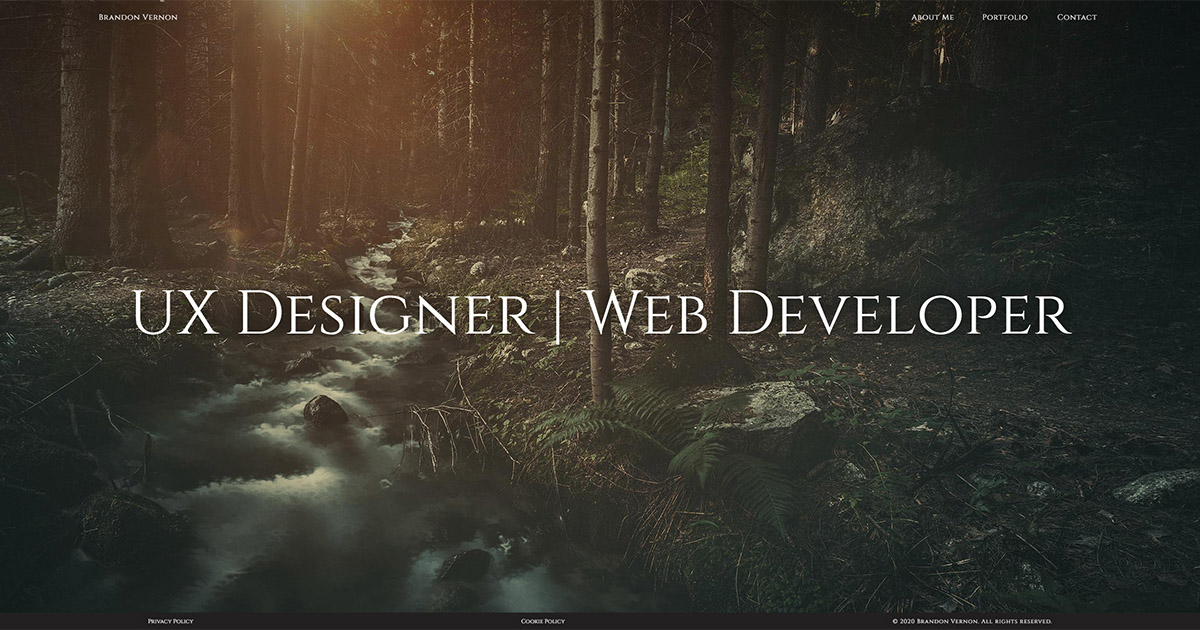 Brandon Vernon
About Me
Portfolio
Contact
UX Designer | Web Developer
Privacy Policy
Cookie Policy
© 2020 Brandon Vernon. All rights reserved.